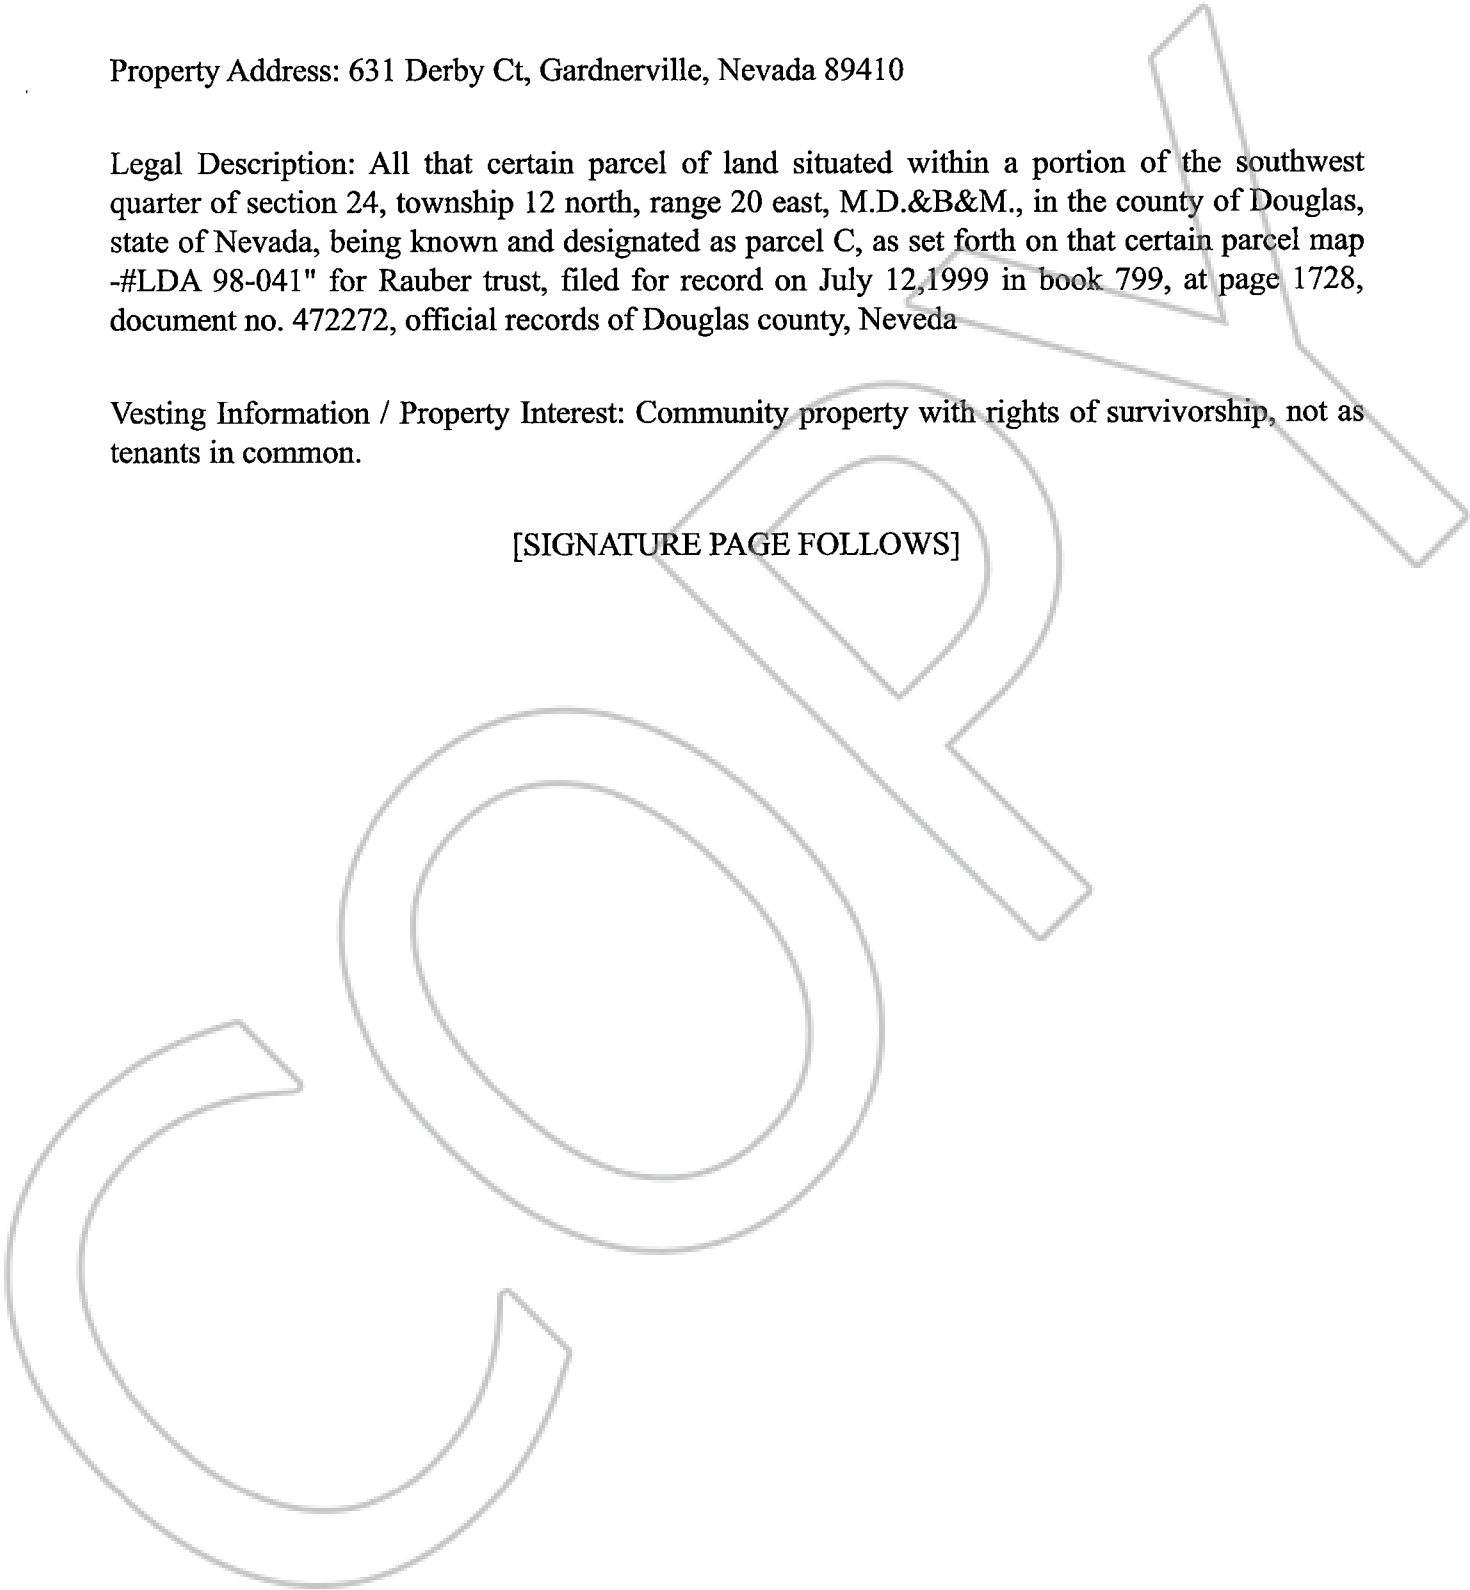 Property Address: 631 Derby Ct, Gardnerville, Nevada 89410
Legal Description: All that certain parcel of land situated within a portion of the southwest
quarter of section 24, township 12 north, range 20 east, M.D.&B&M., in the county of Douglas,
state of Nevada, being known and designated as parcel C, as set forth on that certain parcel map
-#LDA 98-041" for Rauber trust, filed for record on July 12,1999 in book 799, at page 1728,
document no. 472272, official records of Douglas county, Neveda
Vesting Information / Property Interest: Community property with rights of survivorship, not as
tenants in common.
[SIGNATURE PAGE FOLLOWS]
COPY